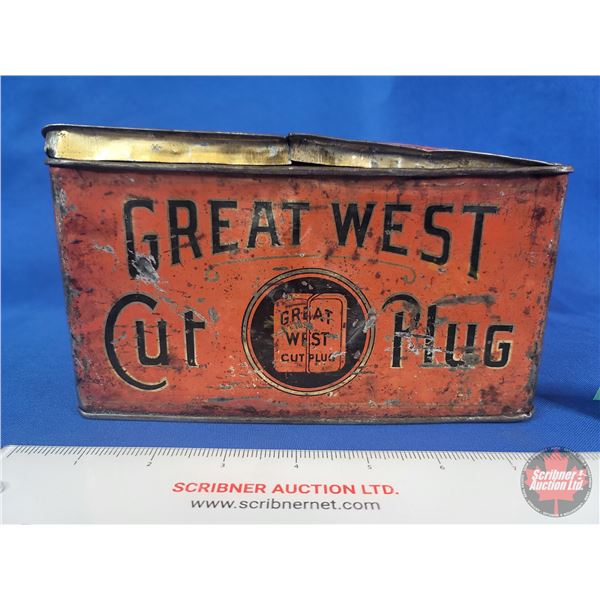 GREAT WEST
Cut Plug
GREAT
WEST
CUT PLUG
1 2 3 4 5 6 7
SCRIBNER AUCTION LTD.
www.scribnernet.com
Scribner
Auction Ltd.